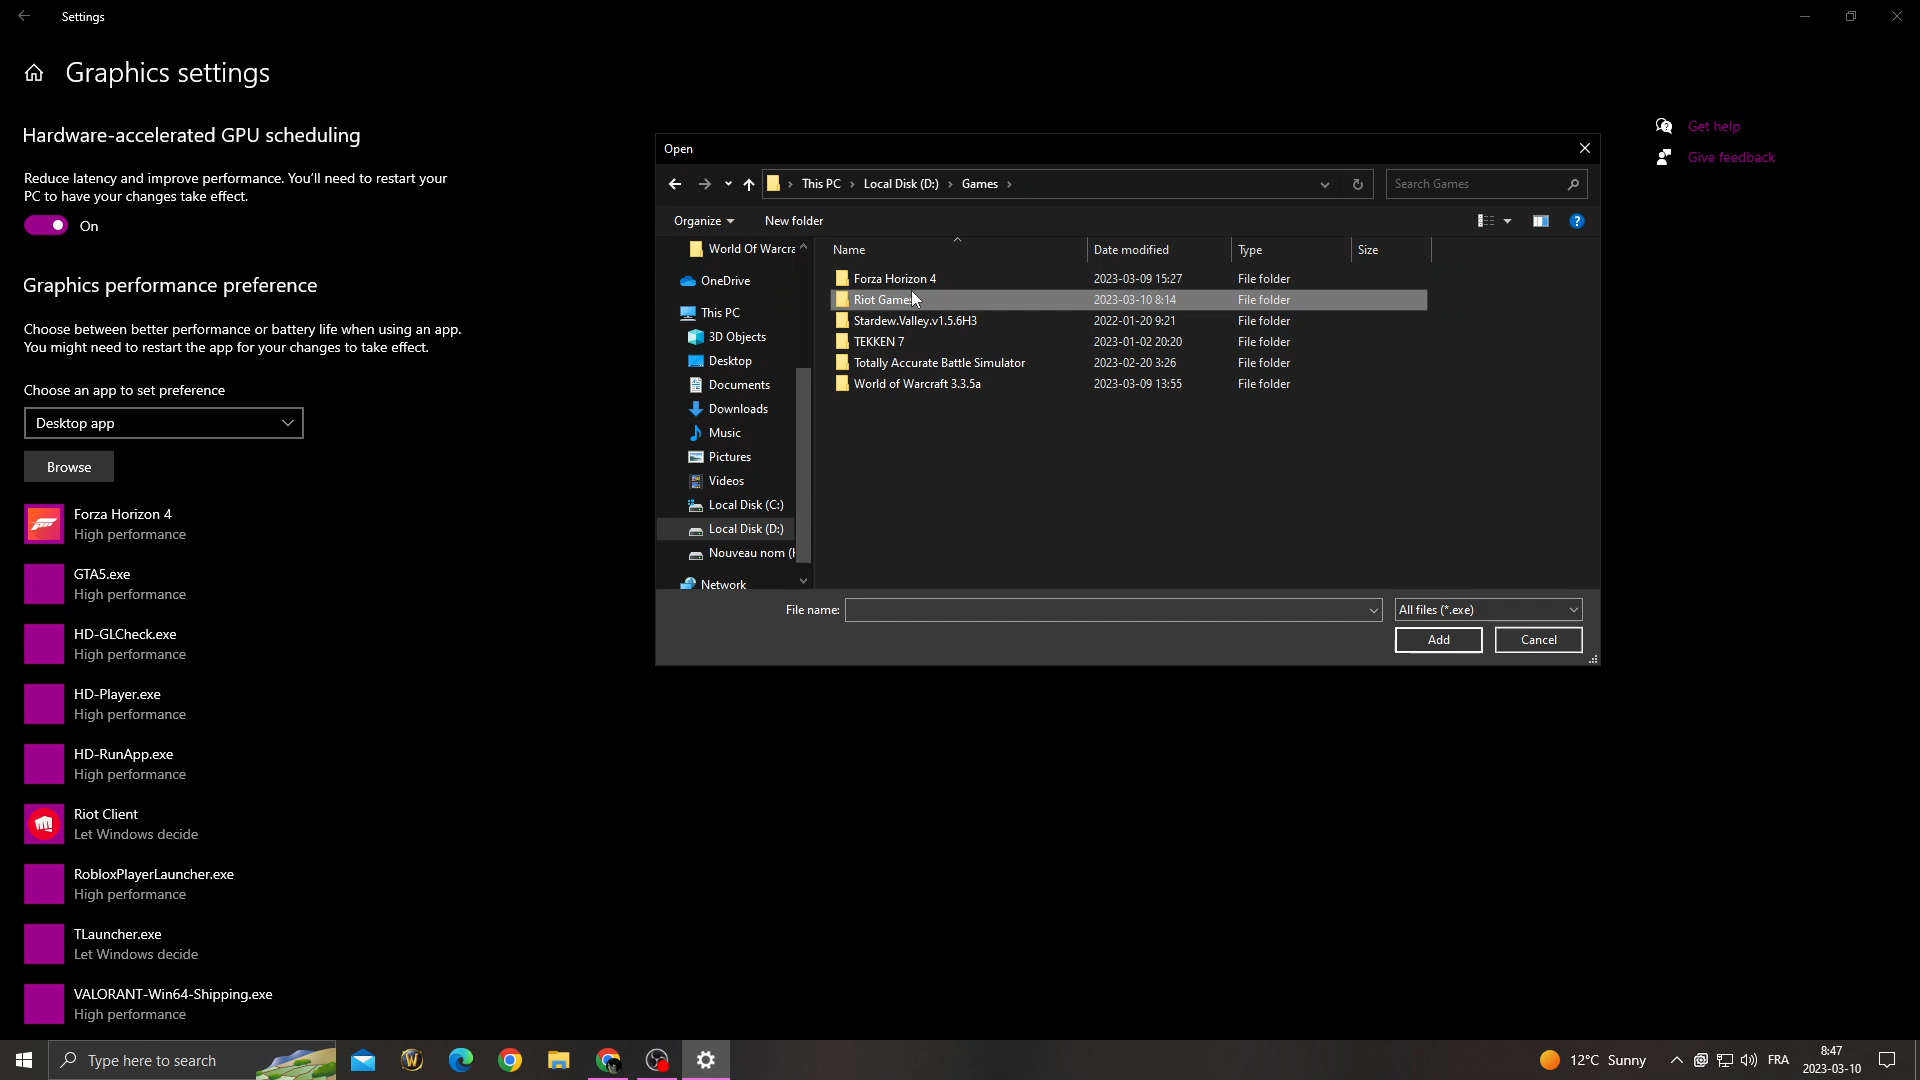 Settings
Graphics settings
Hardware-accelerated GPU scheduling
Reduce latency and improve performance. You'll need to restart your
PC to have your changes take effect.
On
Graphics performance preference
Choose between better performance or battery life when using an app.
You might need to restart the app for your changes to take effect.
Choose an app to set preference
Desktop app
Browse
Forza Horizon 4
High performance
GTA5.exe
High performance
HD-GLCheck.exe
High performance
HD-Player.exe
High performance
HD-RunApp.exe
High performance
Riot Client
Let Windows decide
RobloxPlayerLauncher.exe
High performance
TLauncher.exe
Let Windows decide
VALORANT-Win64-Shipping.exe
High performance
Open
This PC > Local Disk (D:) > Games >
Search Games
Organize
New folder
World Of Warcra
OneDrive
This PC
3D Objects
Desktop
Documents
Downloads
Music
Pictures
Videos
Local Disk (C:)
Local Disk (D:)
Nouveau nom (
Network
Name Date modified Type Size
Forza Horizon 4 2023-03-09 15:27 File folder
Riot Games 2023-03-10 8:14 File folder
Stardew.Valley.v1.5.6H3 2022-01-20 9:21 File folder
TEKKEN 7 2023-01-02 20:20 File folder
Totally Accurate Battle Simulator 2023-02-20 3:26 File folder
World of Warcraft 3.3.5a 2023-03-09 13:55 File folder
File name:
All files (*.exe)
Add
Cancel
Get help
Give feedback
Type here to search
12°C Sunny
FRA
8:47
2023-03-10